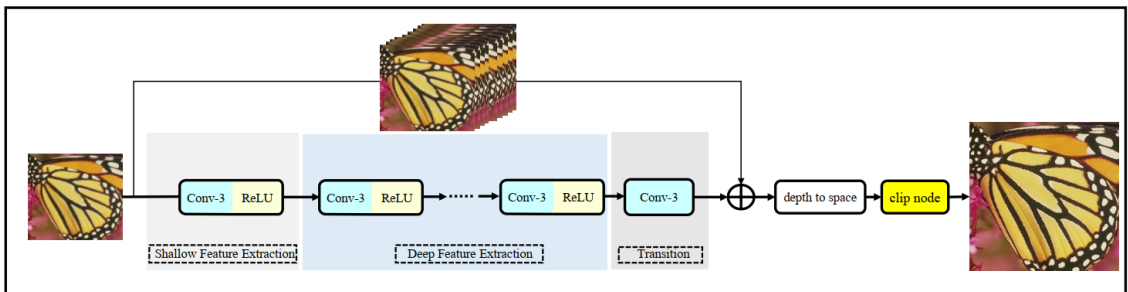 Conv-3 ReLU
Conv-3 ReLU
Conv-3 ReLU
Conv-3
depth to space
clip node
Shallow Feature Extraction
Deep Feature Extraction
Transition